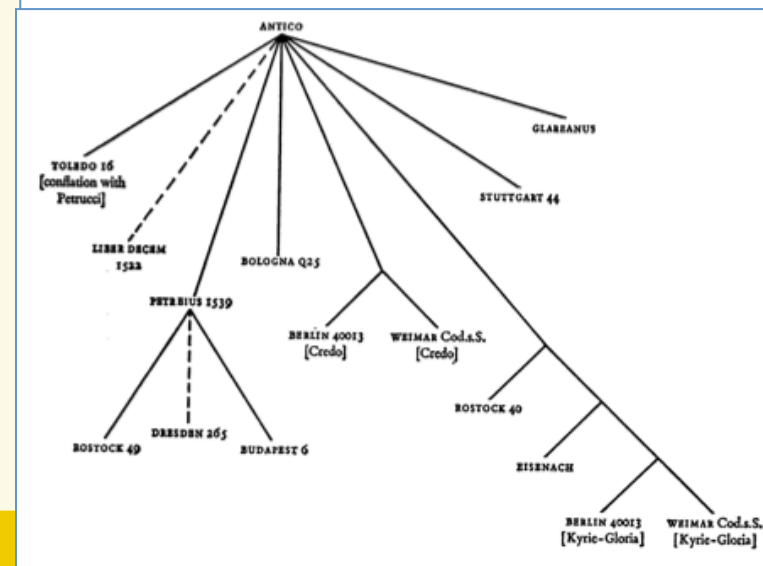 ANTICO
GLAREANUS
TOLEDO 16
[conflation with
Petrucci]
STUTTGART 44
LIBER DECEM
1522
BOLOGNA Q25
PETREIUS 1539
BERLIN 40013
[Credo]
WEIMAR Cod.s.S.
[Credo]
ROSTOCK 40
DRESDEN 265
ROSTOCK 49
BUDAPEST 6
EISENACH
BERLIN 40013
[Kyrie-Gloria]
WEIMAR Cod.s.S.
[Kyrie-Gloria]